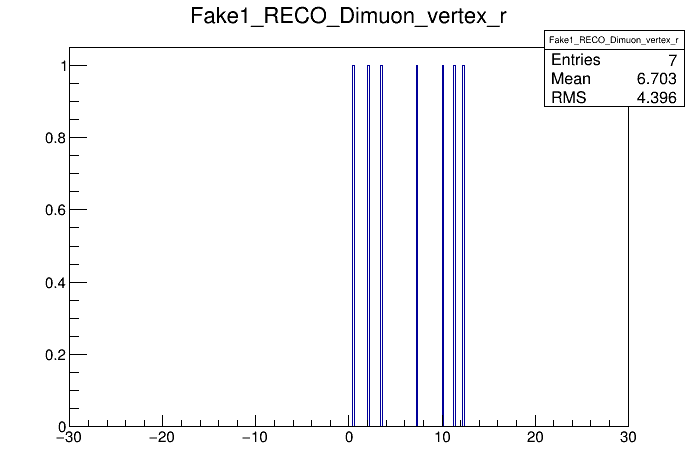 Fake1_RECO_Dimuon_vertex_r
Fake1_RECO_Dimuon_vertex_r
Entries 7
Mean 6.703
RMS 4.396
1
0.8
0.6
0.4
0.2
0
−30 −20 −10 0 10 20 30